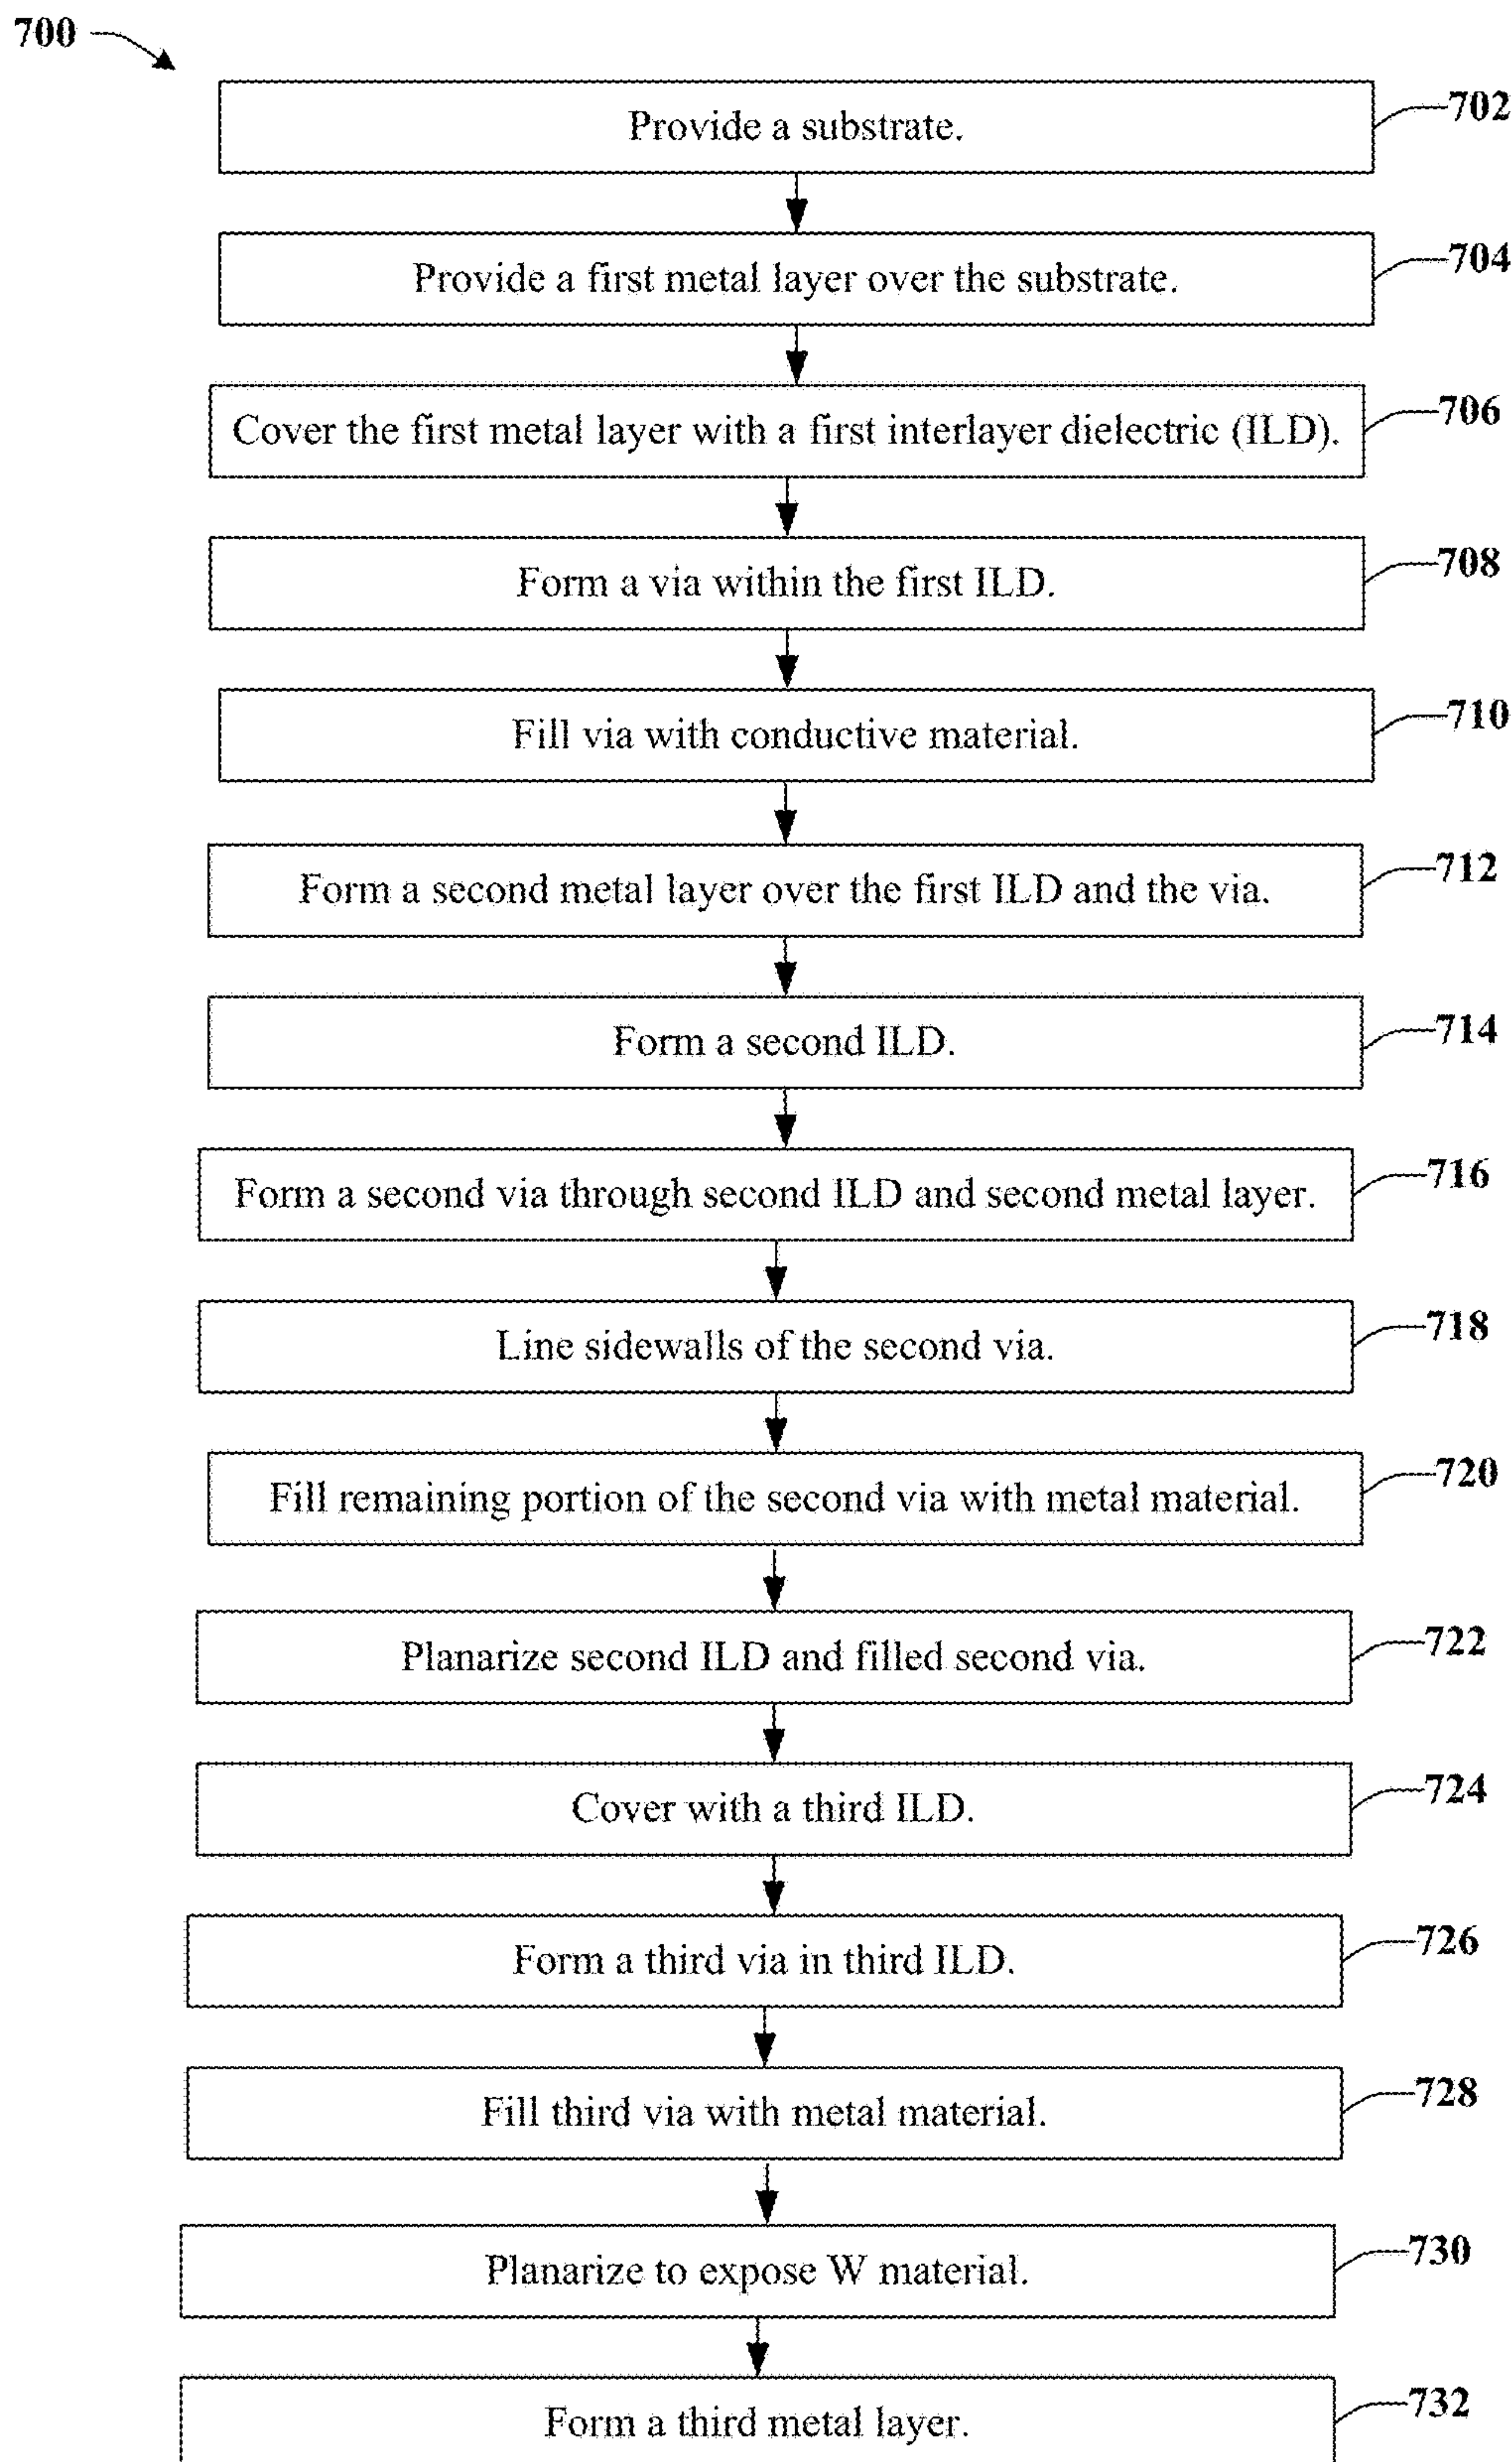 700
Provide a substrate.
702
Provide a first metal layer over the substrate.
704
Cover the first metal layer with a first interlayer dielectric (ILD).
706
Form a via within the first ILD.
708
Fill via with conductive material.
710
Form a second metal layer over the first ILD and the via.
712
Form a second ILD.
714
Form a second via through second ILD and second metal layer.
716
Line sidewalls of the second via.
718
Fill remaining portion of the second via with metal material.
720
Planarize second ILD and filled second via.
722
Cover with a third ILD.
724
Form a third via in third ILD.
726
Fill third via with metal material.
728
Planarize to expose W material.
730
Form a third metal layer.
732